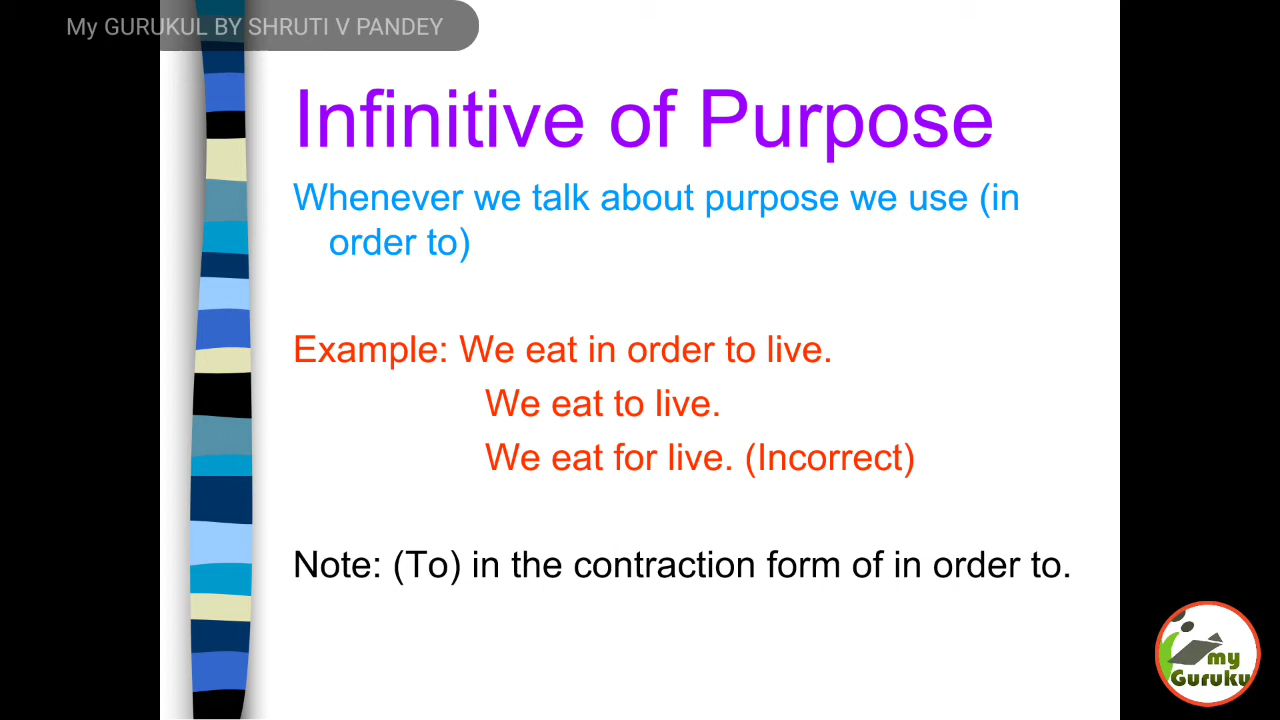 My GURUKUL BY SHRUTI V PANDEY
Infinitive of Purpose
Whenever we talk about purpose we use (in
order to)
Example: We eat in order to live.
We eat to live.
We eat for live. (Incorrect)
Note: (To) in the contraction form of in order to.
my
Guruku